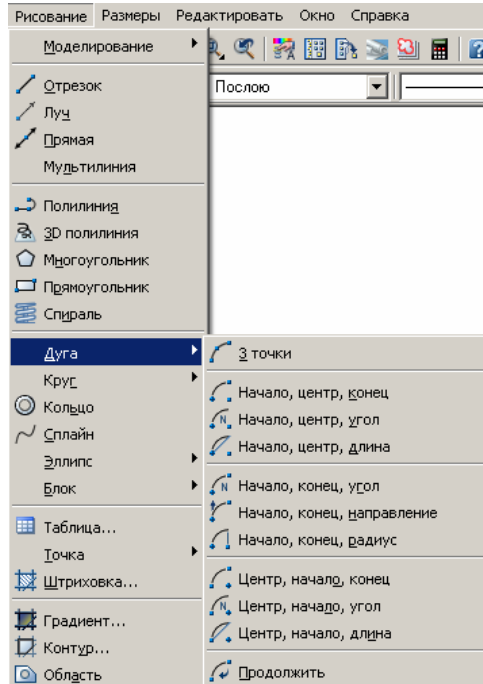 Рисование Размеры Редактировать Окно Справка
Моделирование
Послою
Отрезок
Луч
Прямая
Мультилиния
Полилиния
3D полилиния
Многоугольник
Прямоугольник
Спираль
Дуга
Круг
Кольцо
Сплайн
Эллипс
Блок
Таблица...
Точка
Штриховка...
Градиент...
Контур...
Область
3 точки
Начало, центр, конец
Начало, центр, угол
Начало, центр, длина
Начало, конец, угол
Начало, конец, направление
Начало, конец, радиус
Центр, начало, конец
Центр, начало, угол
Центр, начало, длина
Продолжить